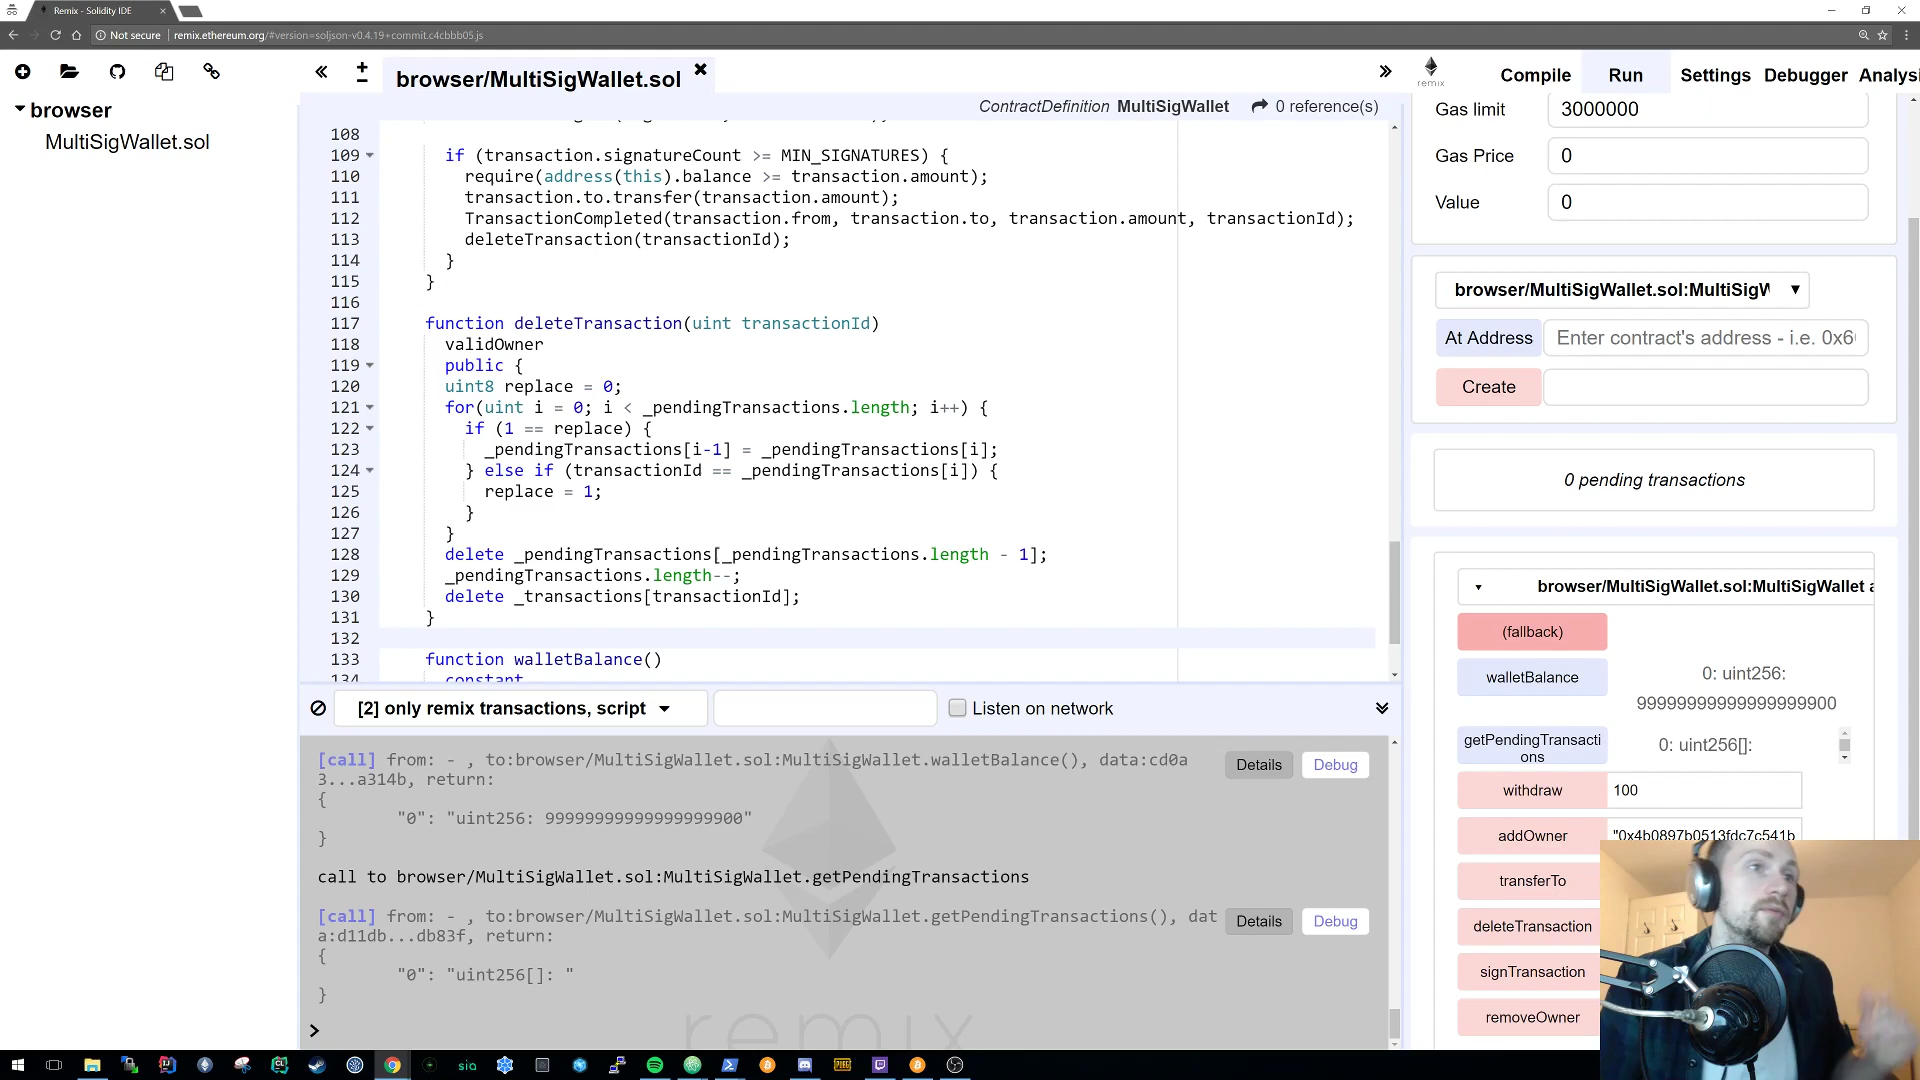 Remix - Solidity IDE
Not secure | remix.ethereum.org/#version=soljson-v0.4.19+commit.c4cbbb05.js
browser
MultiSigWallet.sol
browser/MultiSigWallet.sol
ContractDefinition MultiSigWallet 0 reference(s)
108
109 if (transaction.signatureCount >= MIN_SIGNATURES) {
110 require(address(this).balance >= transaction.amount);
111 transaction.to.transfer(transaction.amount);
112 TransactionCompleted(transaction.from, transaction.to, transaction.amount, transactionId);
113 deleteTransaction(transactionId);
114 }
115 }
116
117 function deleteTransaction(uint transactionId)
118 validOwner
119 public {
120 uint8 replace = 0;
121 for(uint i = 0; i < _pendingTransactions.length; i++) {
122 if (1 == replace) {
123 _pendingTransactions[i-1] = _pendingTransactions[i];
124 } else if (transactionId == _pendingTransactions[i]) {
125 replace = 1;
126 }
127 }
128 delete _pendingTransactions[_pendingTransactions.length - 1];
129 _pendingTransactions.length--;
130 delete _transactions[transactionId];
131 }
132
133 function walletBalance()
134 constant
[2] only remix transactions, script
Listen on network
[call] from: - , to:browser/MultiSigWallet.sol:MultiSigWallet.walletBalance(), data:cd0a
3...a314b, return:
Details
Debug
{
"0": "uint256: 99999999999999999900"
}
call to browser/MultiSigWallet.sol:MultiSigWallet.getPendingTransactions
[call] from: - , to:browser/MultiSigWallet.sol:MultiSigWallet.getPendingTransactions(), dat
a:d11db...db83f, return:
Details
Debug
{
"0": "uint256[]: "
}
>
remix
remix
Compile
Run
Settings
Debugger
Analysi
Gas limit
3000000
Gas Price
0
Value
0
browser/MultiSigWallet.sol:MultiSigW
At Address
Enter contract's address - i.e. 0x60
Create
0 pending transactions
browser/MultiSigWallet.sol:MultiSigWallet a
(fallback)
walletBalance
0: uint256:
99999999999999999900
getPendingTransacti
ons
0: uint256[]:
withdraw
100
addOwner
"0x4b0897b0513fdc7c541b
transferTo
deleteTransaction
signTransaction
removeOwner
sia